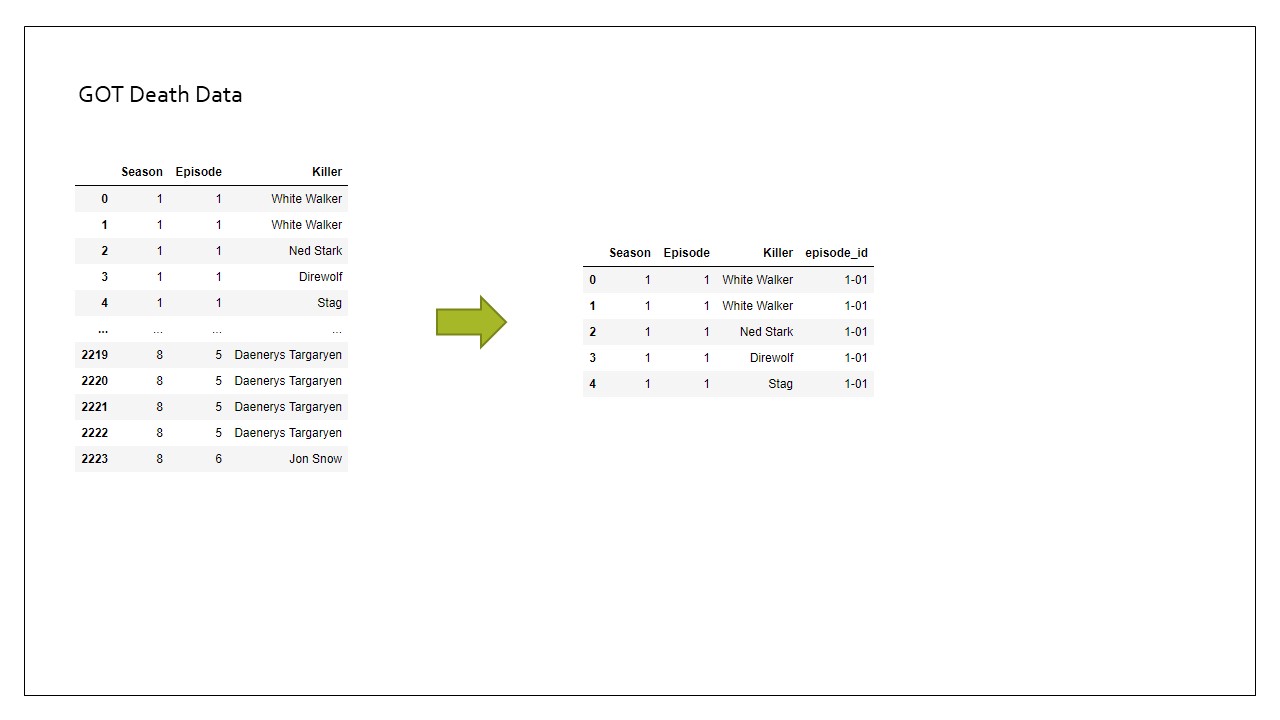 GOT Death Data
Season Episode Killer
0 1 1 White Walker
1 1 1 White Walker
2 1 1 Ned Stark
3 1 1 Direwolf
4 1 1 Stag
... ... ... ...
2219 8 5 Daenerys Targaryen
2220 8 5 Daenerys Targaryen
2221 8 5 Daenerys Targaryen
2222 8 5 Daenerys Targaryen
2223 8 6 Jon Snow
Season Episode Killer episode_id
0 1 1 White Walker 1-01
1 1 1 White Walker 1-01
2 1 1 Ned Stark 1-01
3 1 1 Direwolf 1-01
4 1 1 Stag 1-01